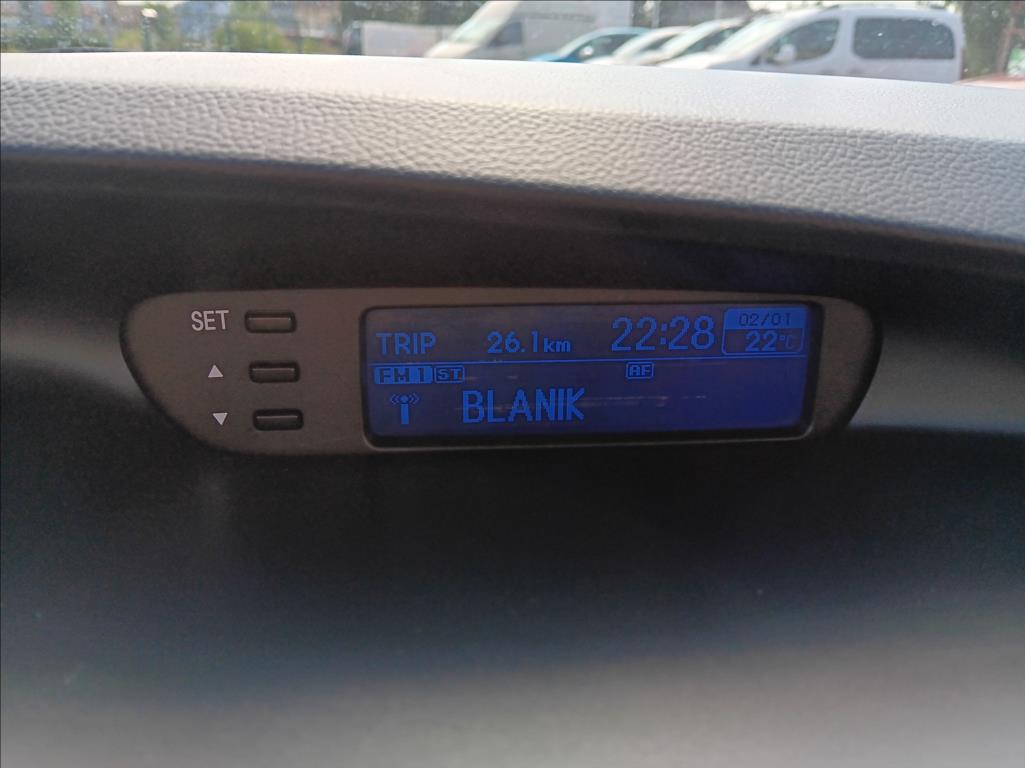 SET
TRIP 26.1km 22:28 02/01
22°C
FM1 ST AF
BLANIK